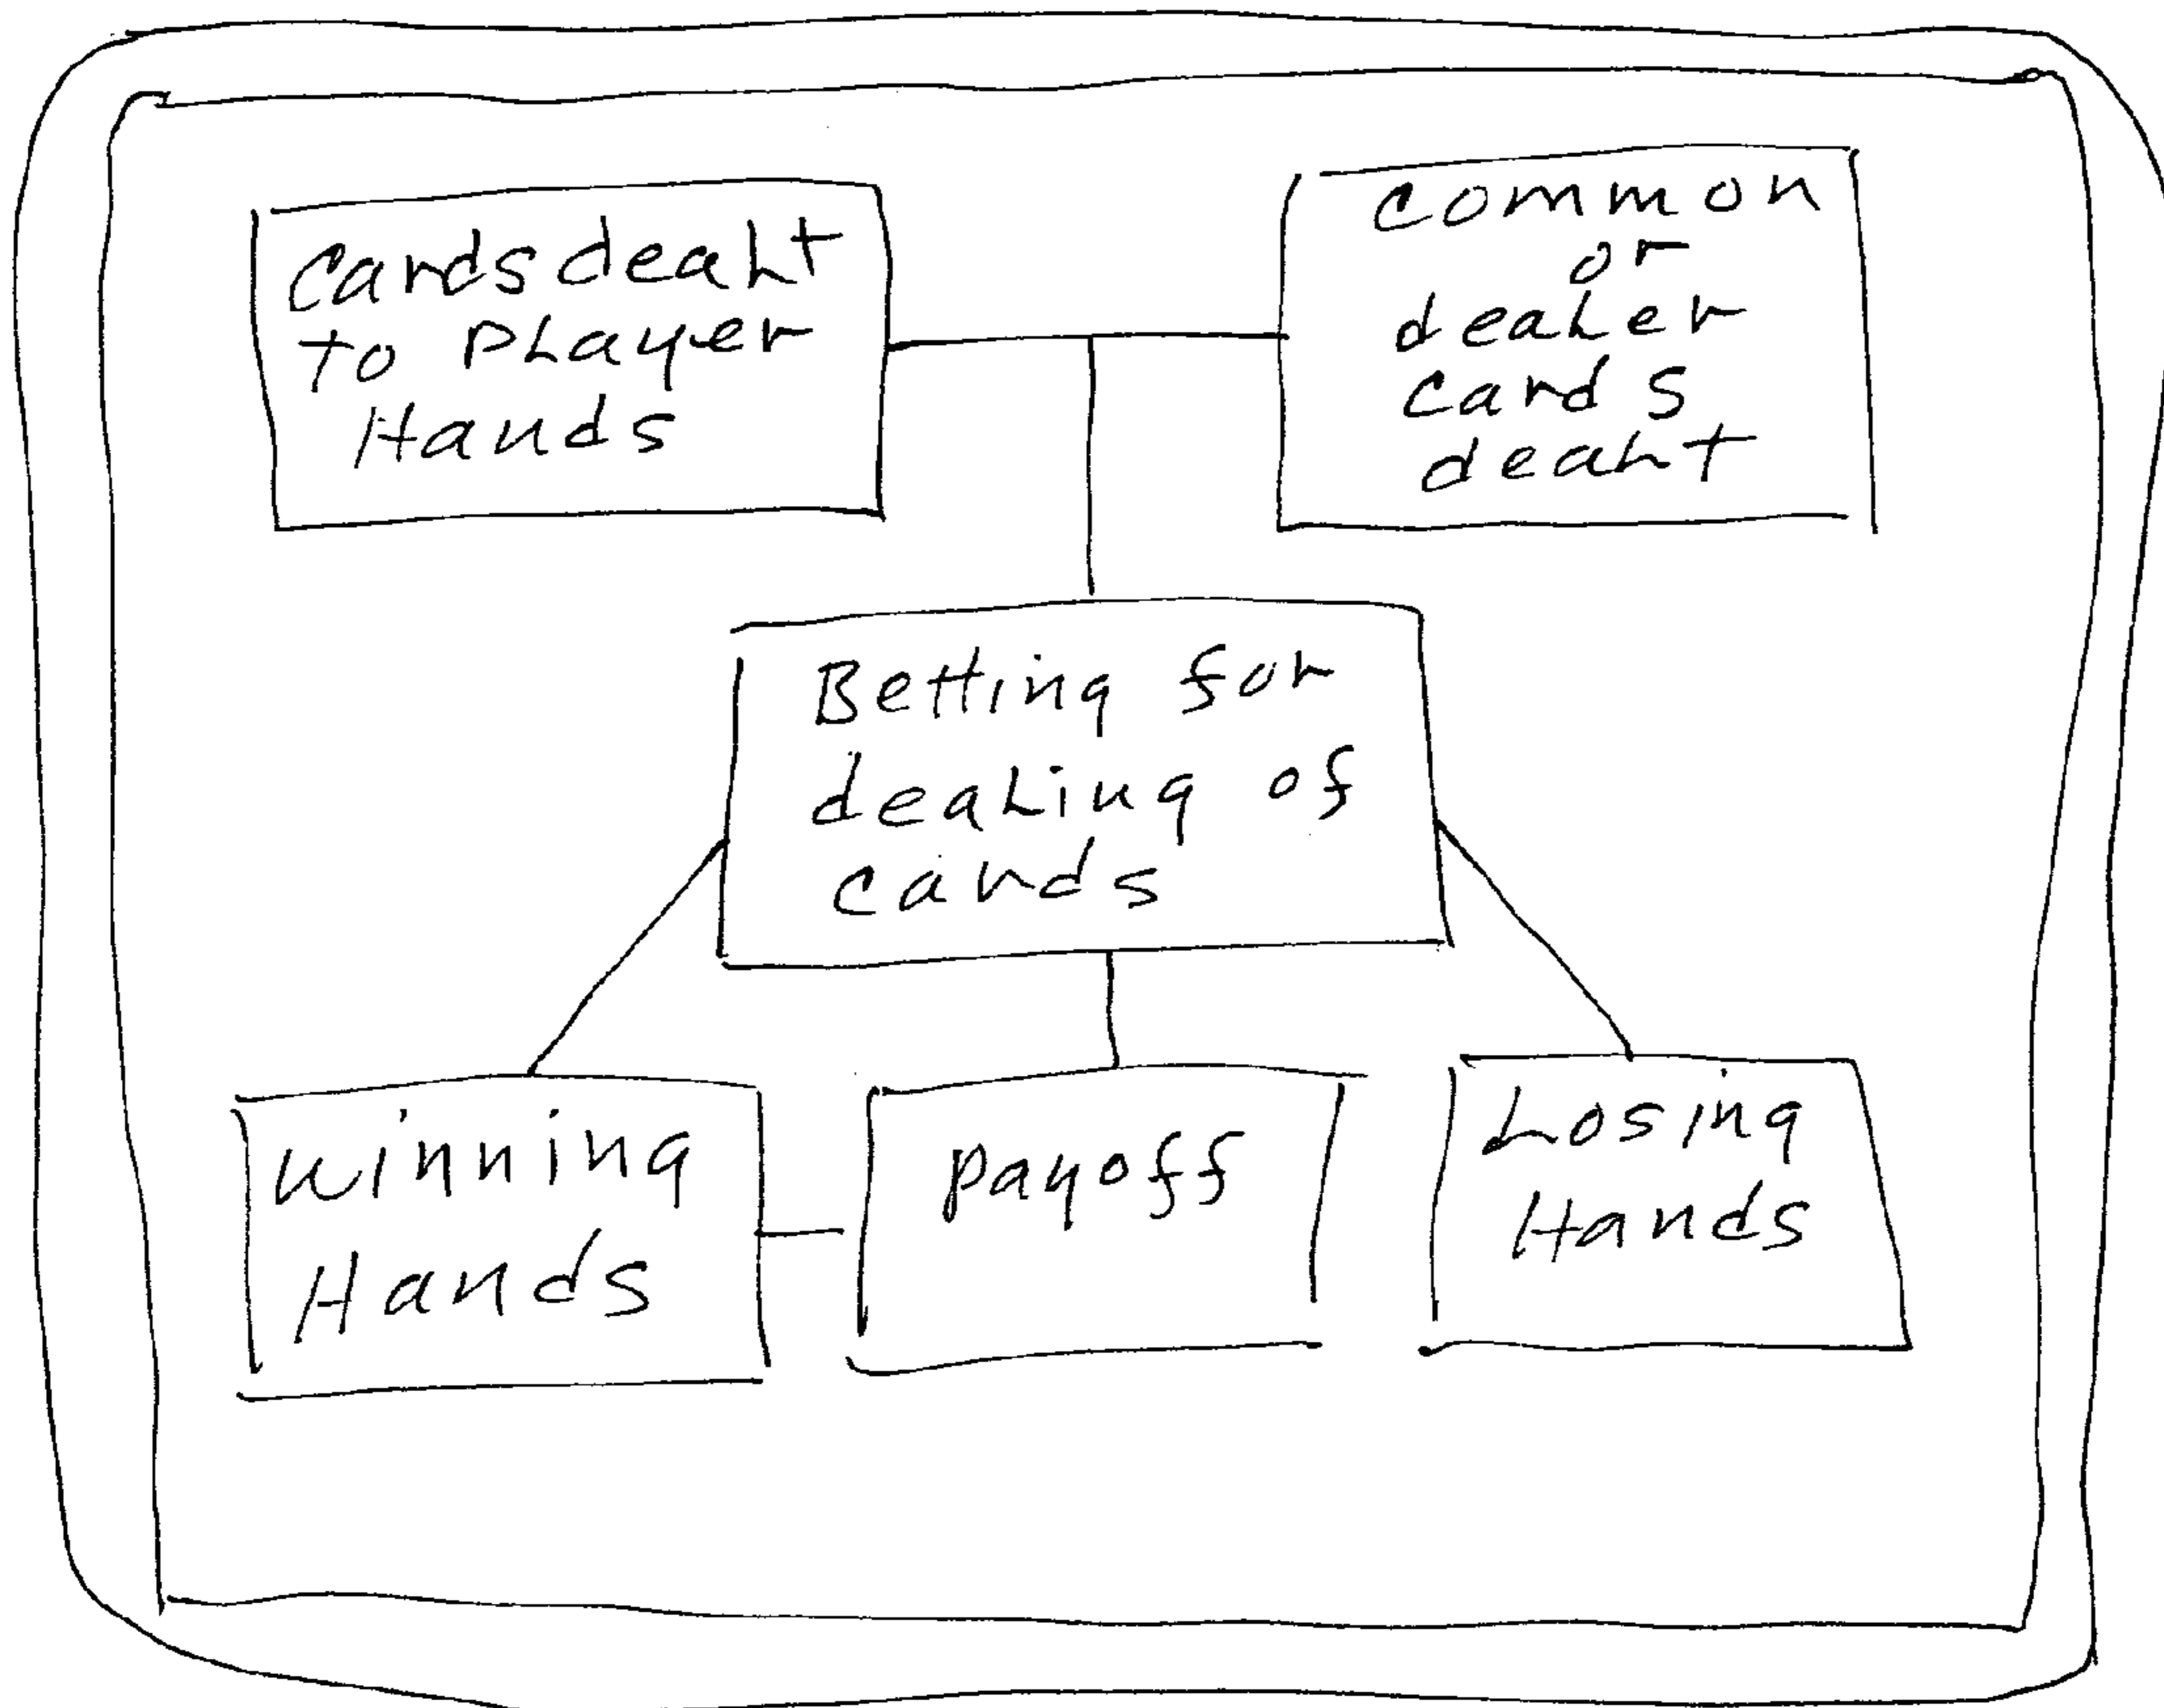 Cards dealt
to Player
Hands
Common
or
dealer
cards
dealt
Betting for
dealing of
cards
Winning
Hands
payoff
Losing
Hands